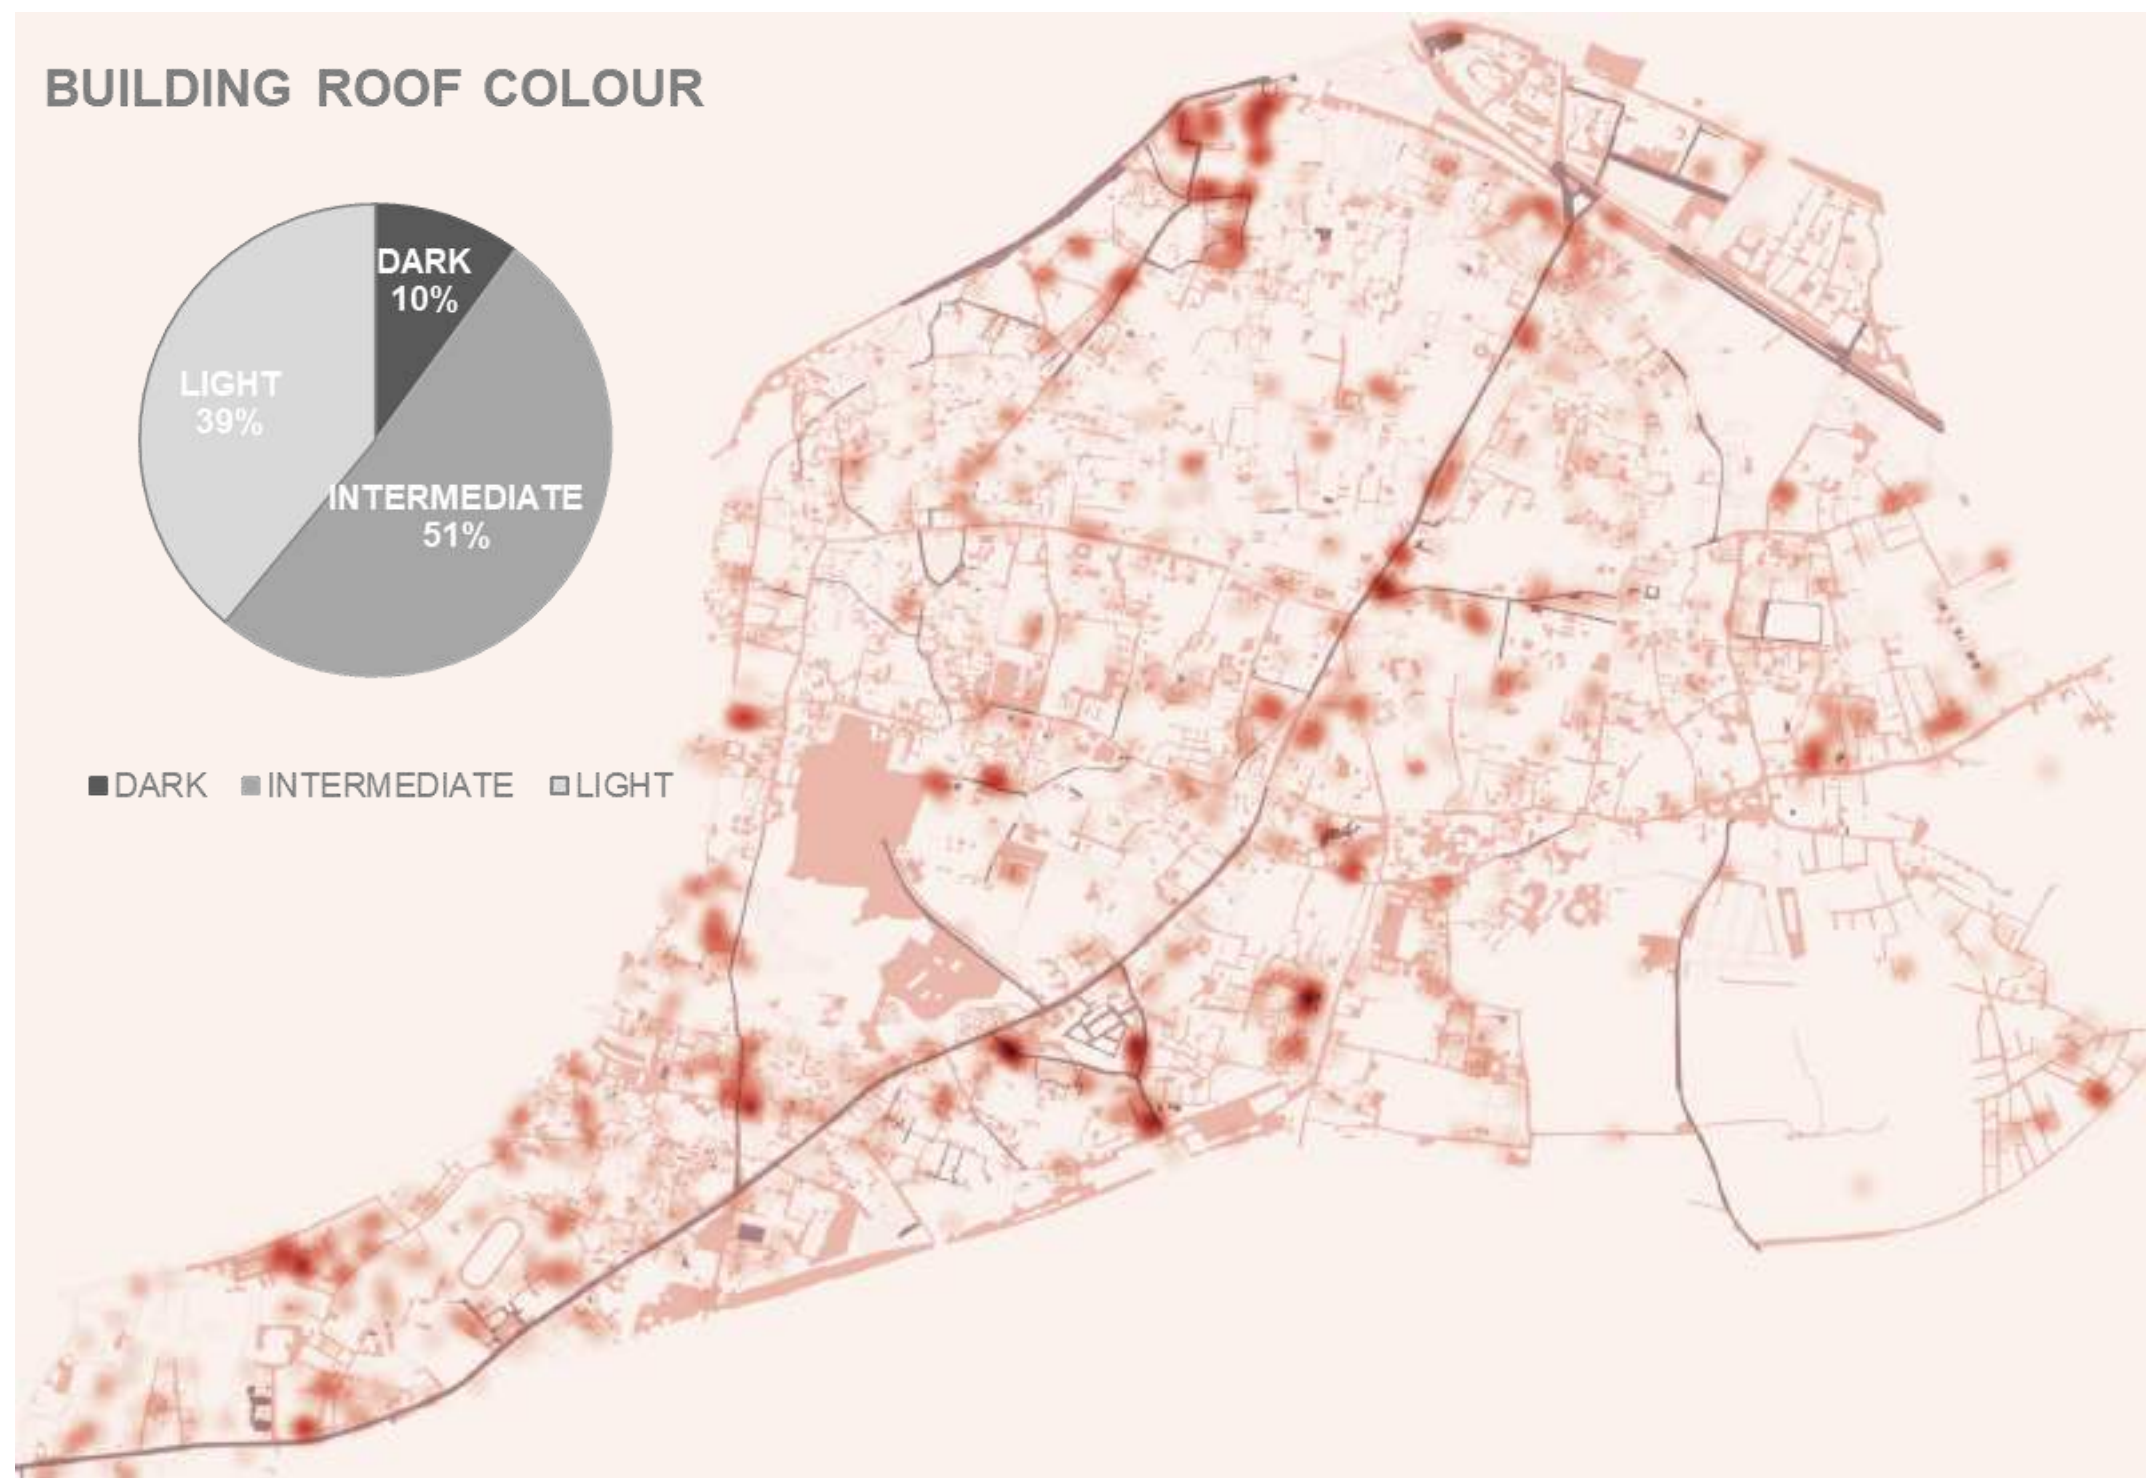 BUILDING ROOF COLOUR
DARK
10%
LIGHT
39%
INTERMEDIATE
51%
DARK INTERMEDIATE LIGHT